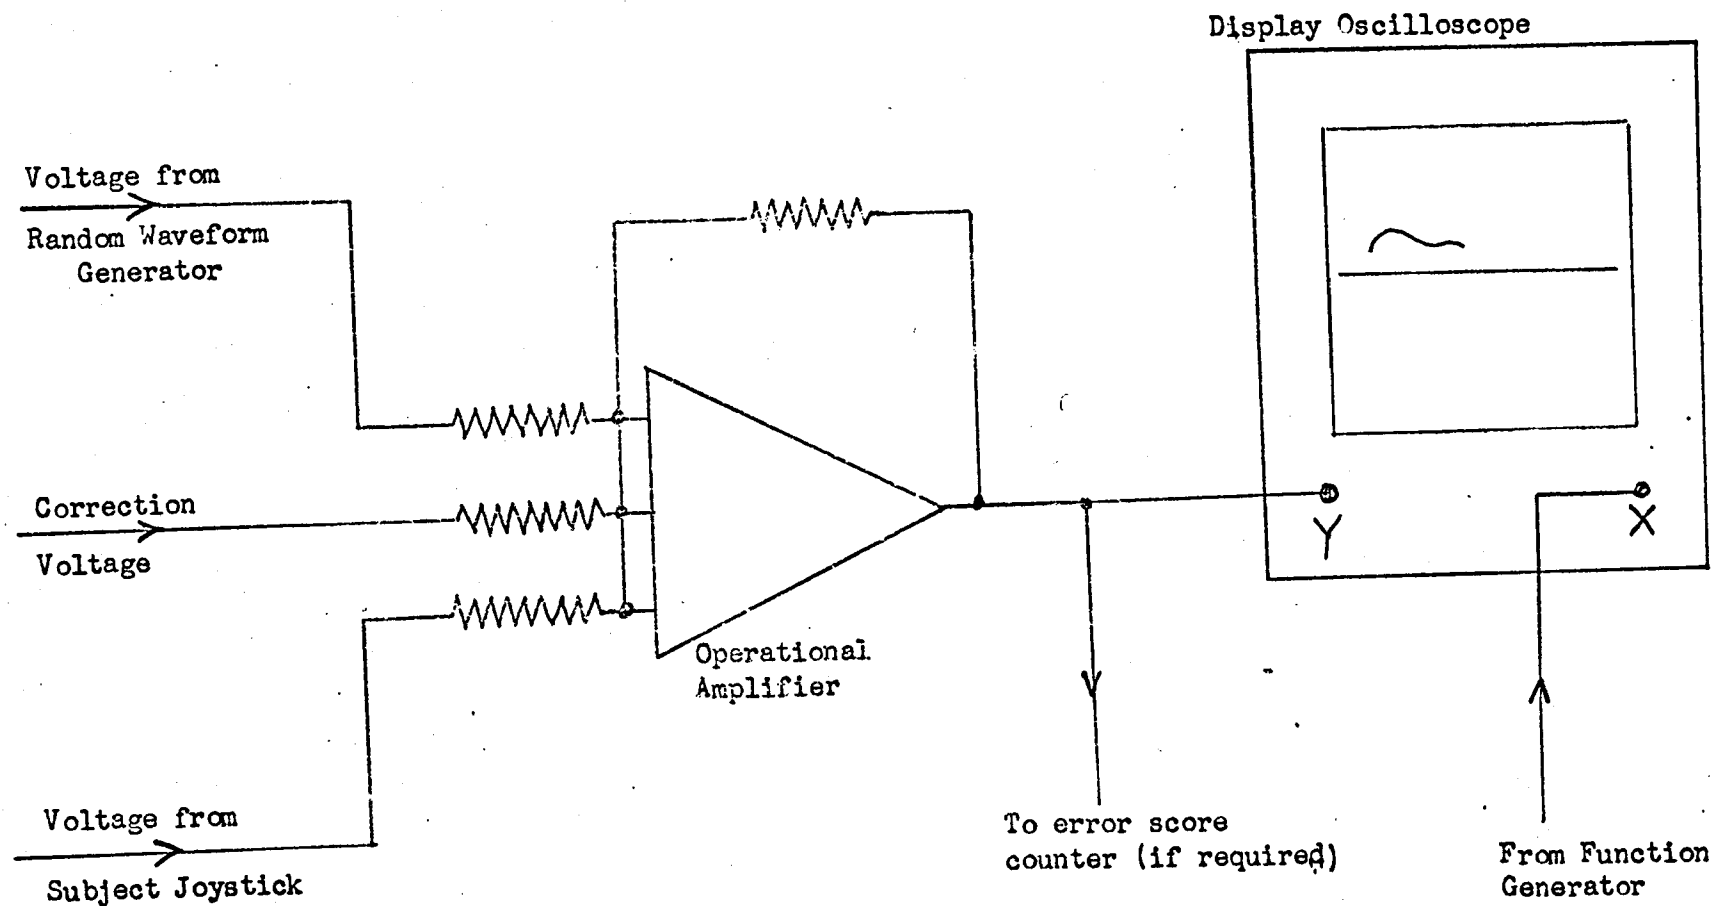 Display Oscilloscope
Voltage from
Random Waveform
Generator
Correction
Voltage
Operational
Amplifier
Y
X
Voltage from
Subject Joystick
To error score
counter (if required)
From Function
Generator